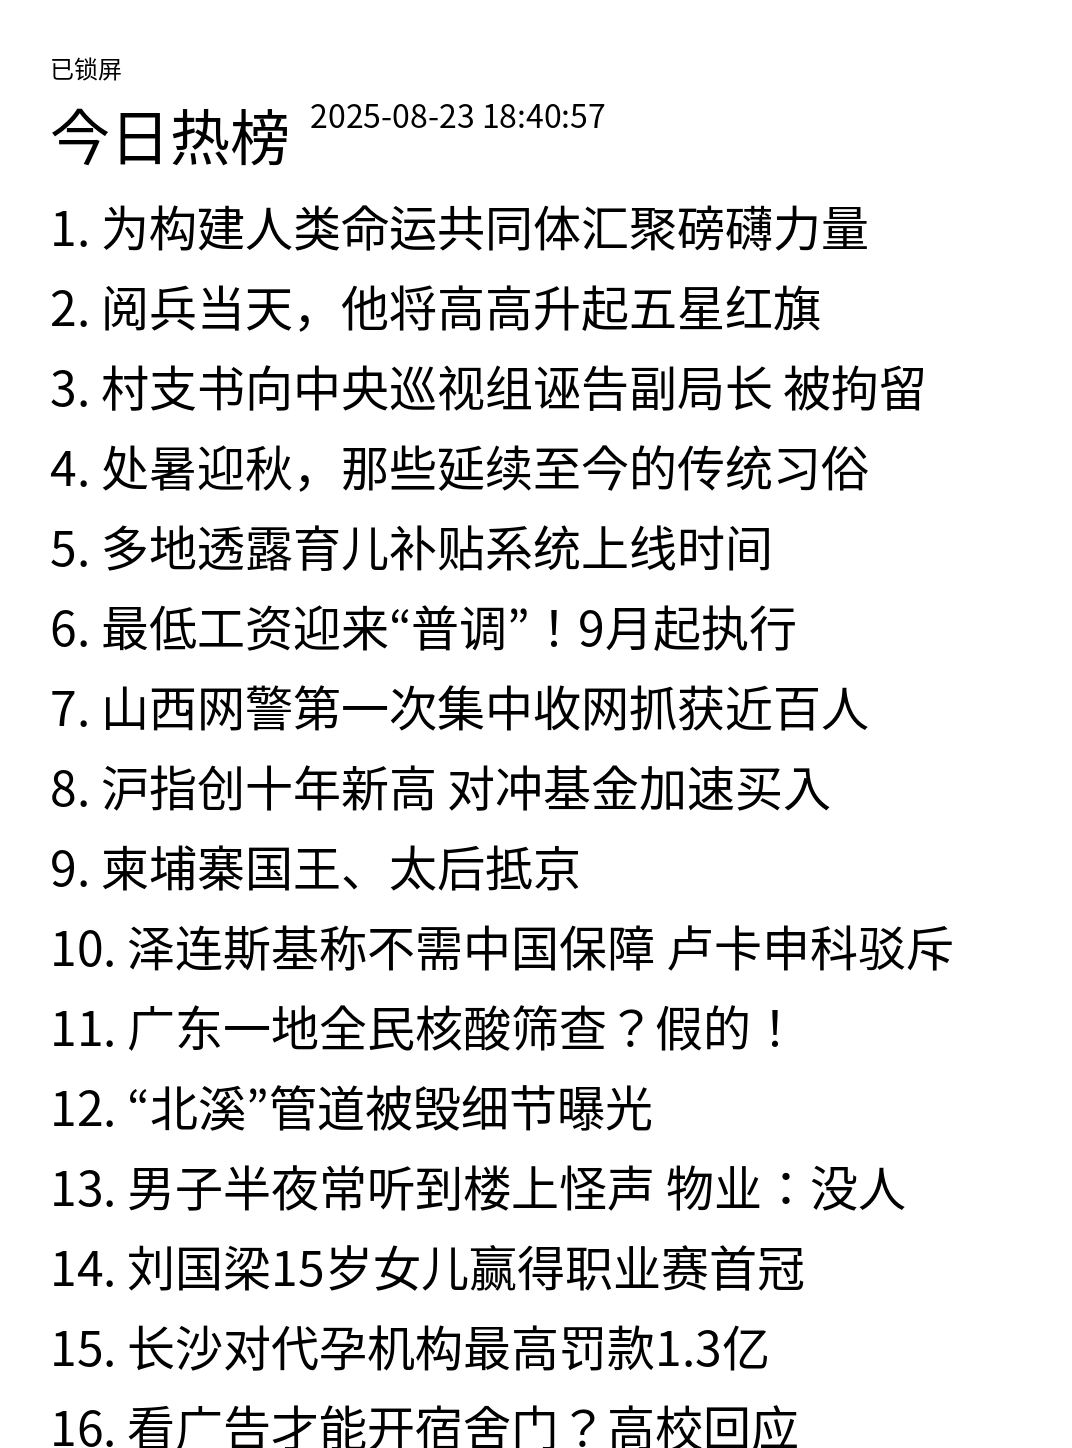 已锁屏
今日热榜 2025-08-23 18:40:57
1. 为构建人类命运共同体汇聚磅礴力量
2. 阅兵当天，他将高高升起五星红旗
3. 村支书向中央巡视组诬告副局长 被拘留
4. 处暑迎秋，那些延续至今的传统习俗
5. 多地透露育儿补贴系统上线时间
6. 最低工资迎来“普调”！9月起执行
7. 山西网警第一次集中收网抓获近百人
8. 沪指创十年新高 对冲基金加速买入
9. 柬埔寨国王、太后抵京
10. 泽连斯基称不需中国保障 卢卡申科驳斥
11. 广东一地全民核酸筛查？假的！
12. “北溪”管道被毁细节曝光
13. 男子半夜常听到楼上怪声 物业：没人
14. 刘国梁15岁女儿赢得职业赛首冠
15. 长沙对代孕机构最高罚款1.3亿
16. 看广告才能开宿舍门？高校回应